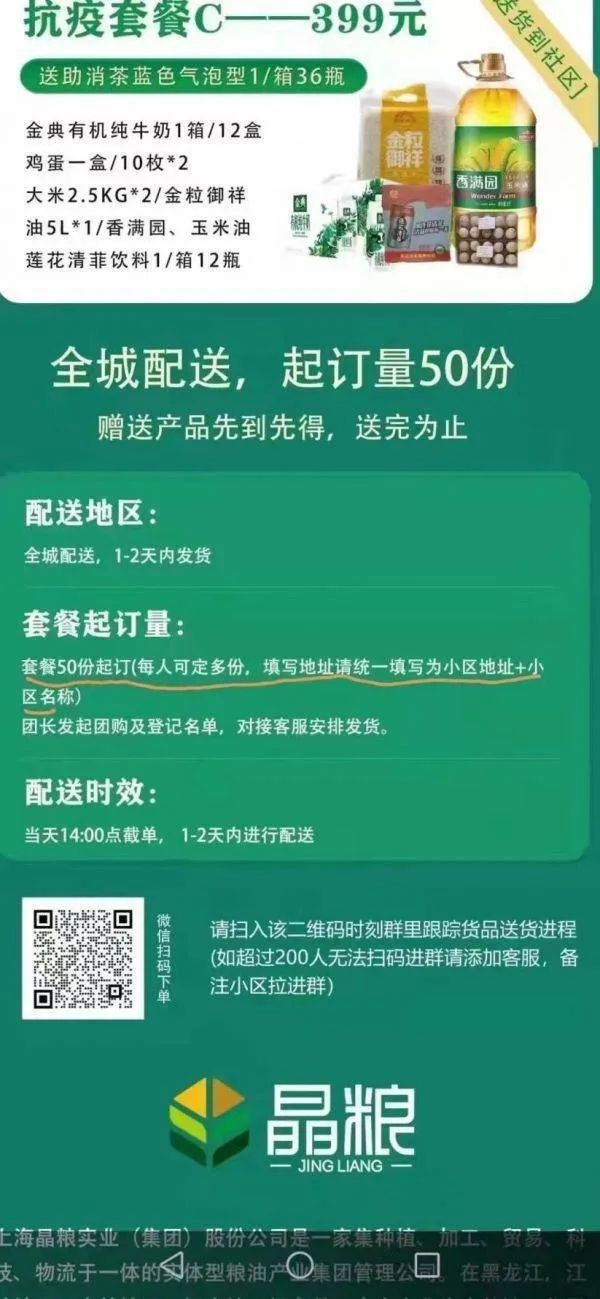 抗疫套餐C——399元
送货到社区
送助消茶蓝色气泡型1/箱36瓶
金典有机纯牛奶1箱/12盒
鸡蛋一盒/10枚*2
大米2.5KG*2/金粒御祥
油5L*1/香满园、玉米油
莲花清菲饮料1/箱12瓶
金粒
御祥
香满园
玉米油
Wonder Farm
金典
全城配送，起订量50份
赠送产品先到先得，送完为止
配送地区：
全城配送，1-2天内发货
套餐起订量：
套餐50份起订(每人可定多份，填写地址请统一填写为小区地址+小
区名称）
团长发起团购及登记名单，对接客服安排发货。
配送时效：
当天14:00点截单， 1-2天内进行配送
微信扫码下单
请扫入该二维码时刻群里跟踪货品送货进程
(如超过200人无法扫码进群请添加客服，备
注小区拉进群）
晶粮
JING LIANG
上海晶粮实业（集团）股份公司是一家集种植、加工、贸易、科
技、物流于一体的实体型粮油产业集团管理公司。在黑龙江，江